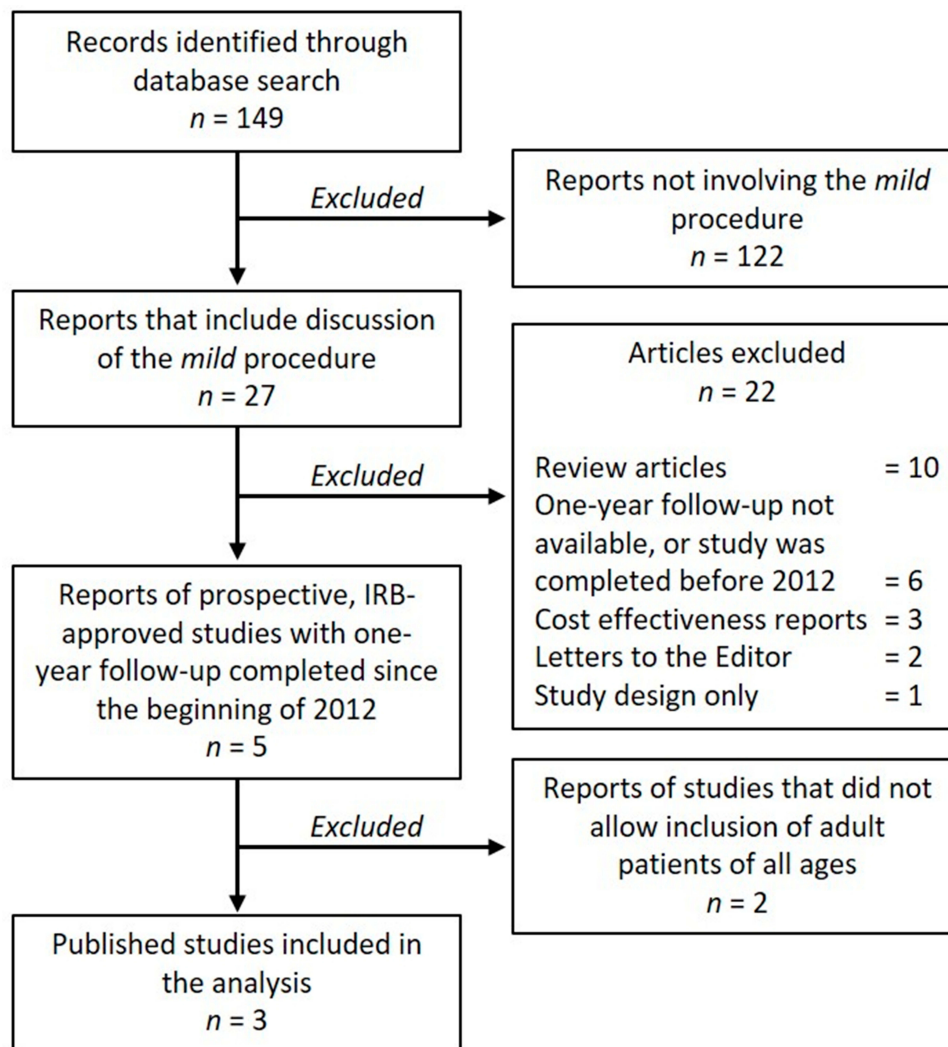 Records identified through
database search
n = 149
Excluded
Reports not involving the mild
procedure
n = 122
Reports that include discussion
of the mild procedure
n = 27
Excluded
Articles excluded
n = 22
Review articles = 10
One-year follow-up not
available, or study was
completed before 2012 = 6
Cost effectiveness reports = 3
Letters to the Editor = 2
Study design only = 1
Reports of prospective, IRB-
approved studies with one-
year follow-up completed since
the beginning of 2012
n = 5
Excluded
Reports of studies that did not
allow inclusion of adult
patients of all ages
n = 2
Published studies included in
the analysis
n = 3